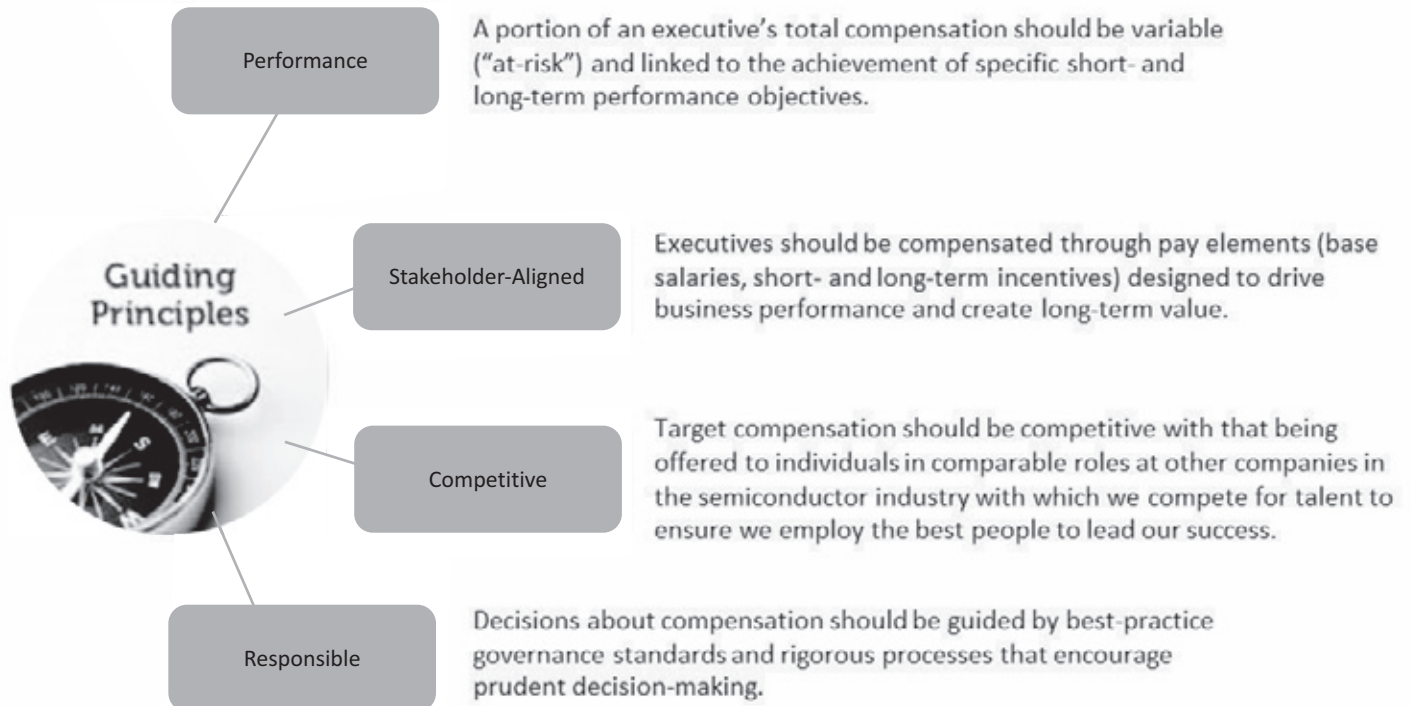 Performance
A portion of an executive’s total compensation should be variable
(“at-risk”) and linked to the achievement of specific short- and
long-term performance objectives.
Guiding
Principles
Stakeholder-Aligned
Executives should be compensated through pay elements (base
salaries, short- and long-term incentives) designed to drive
business performance and create long-term value.
Competitive
Target compensation should be competitive with that being
offered to individuals in comparable roles at other companies in
the semiconductor industry with which we compete for talent to
ensure we employ the best people to lead our success.
Responsible
Decisions about compensation should be guided by best-practice
governance standards and rigorous processes that encourage
prudent decision-making.